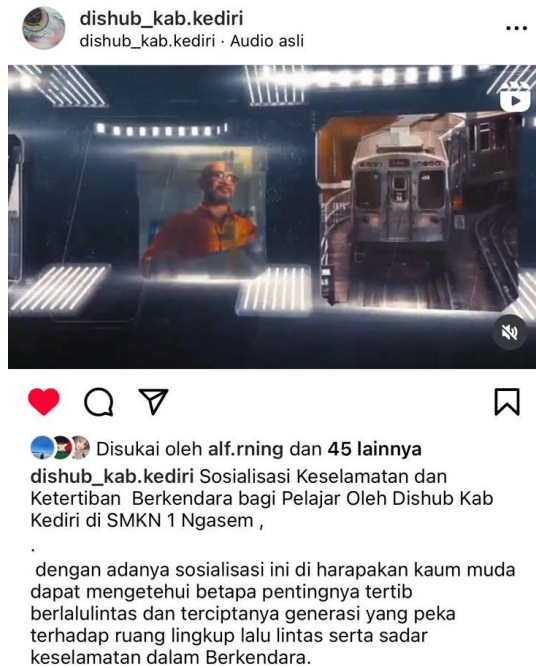 dishub_kab.kediri
dishub_kab.kediri · Audio asli
Disukai oleh alf.rning dan 45 lainnya
dishub_kab.kediri Sosialisasi Keselamatan dan
Ketertiban  Berkendara bagi Pelajar Oleh Dishub Kab
Kediri di SMKN 1 Ngasem ,
.
dengan adanya sosialisasi ini di harapakan kaum muda
dapat mengetehui betapa pentingnya tertib
berlalulintas dan terciptanya generasi yang peka
terhadap ruang lingkup lalu lintas serta sadar
keselamatan dalam Berkendara.